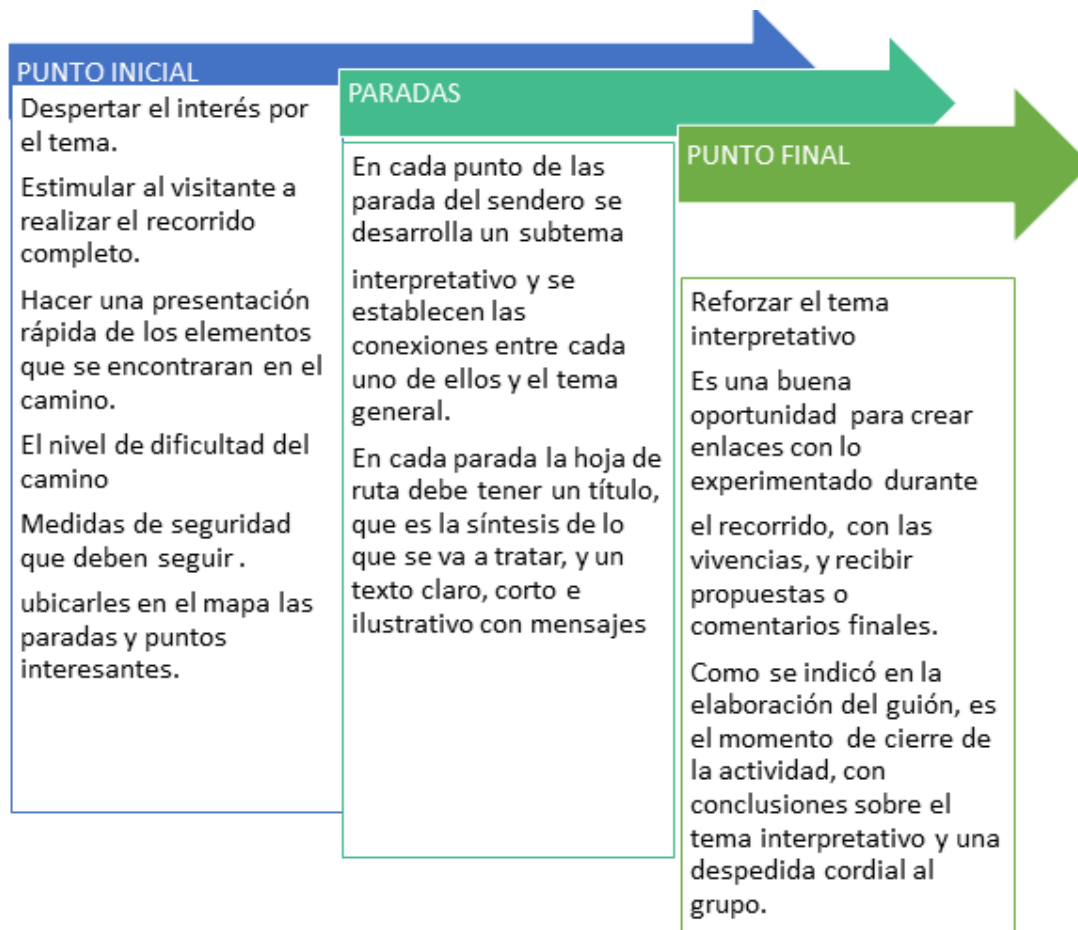 PUNTO INICIAL
Despertar el interés por
el tema.
Estimular al visitante a
realizar el recorrido
completo.
Hacer una presentación
rápida de los elementos
que se encontraran en el
camino.
El nivel de dificultad del
camino
Medidas de seguridad
que deben seguir .
ubicarles en el mapa las
paradas y puntos
interesantes.
PARADAS
En cada punto de las
parada del sendero se
desarrolla un subtema
interpretativo y se
establecen las
conexiones entre cada
uno de ellos y el tema
general.
En cada parada la hoja de
ruta debe tener un título,
que es la síntesis de lo
que se va a tratar, y un
texto claro, corto e
ilustrativo con mensajes
PUNTO FINAL
Reforzar el tema
interpretativo
Es una buena
oportunidad para crear
enlaces con lo
experimentado durante
el recorrido, con las
vivencias, y recibir
propuestas o
comentarios finales.
Como se indicó en la
elaboración del guión, es
el momento de cierre de
la actividad, con
conclusiones sobre el
tema interpretativo y una
despedida cordial al
grupo.